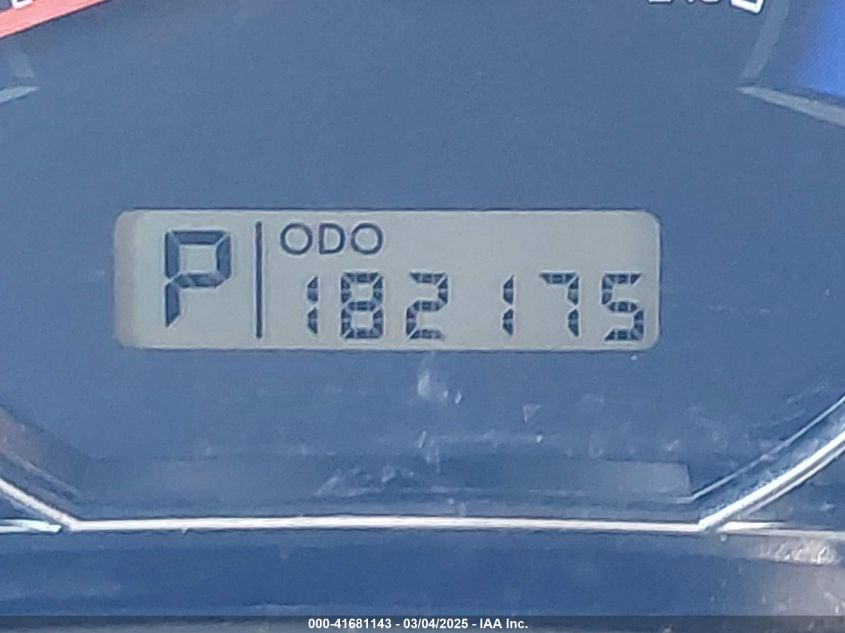 P
ODO
182175
000-41681143 - 03/04/2025 - IAA Inc.